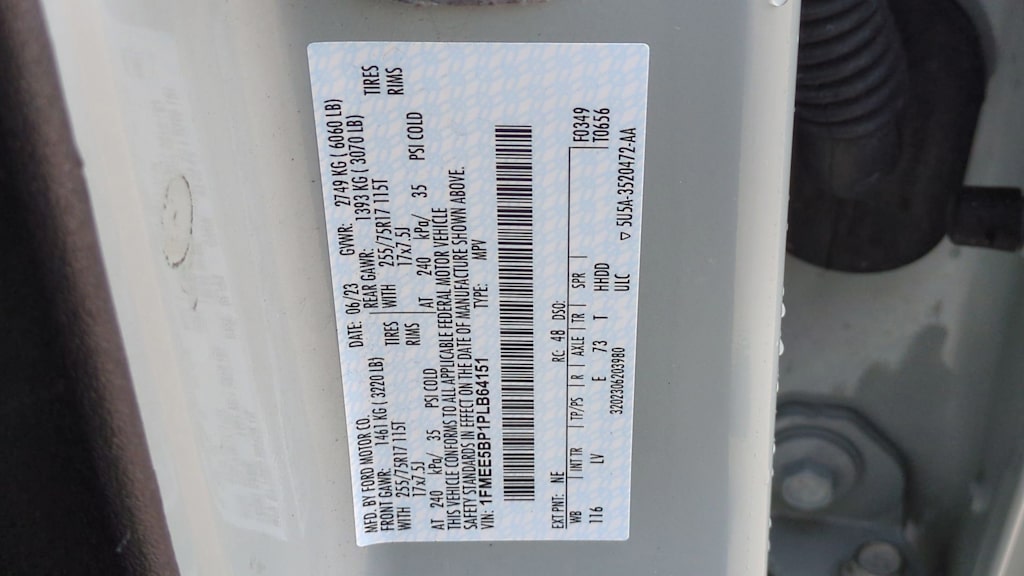 MFD. BY FORD MOTOR CO. DATE: 06/23 GVWR: 2749 KG ( 6060 LB)
FRONT GAWR: 1461 KG ( 3220 LB) REAR GAWR: 1393 KG ( 3070 LB)
WITH 255/75R17 115T TIRES WITH 255/75R17 115T TIRES
17x7.5J RIMS 17x7.5J RIMS
AT 240 kPa/ 35 PSI COLD AT 240 kPa/ 35 PSI COLD
THIS VEHICLE CONFORMS TO ALL APPLICABLE FEDERAL MOTOR VEHICLE
SAFETY STANDARDS IN EFFECT ON THE DATE OF MANUFACTURE SHOWN ABOVE.
VIN: 1FMEE5BP1PLB64151 TYPE: MPV
EXT PNT: NE RC: 48 DSO: F0349
WB INT TR TP/PS R AXLE TR SPR T0656
116 LV E 73 T HHDD
3202306203980 ULC ▽ 5U5A-3520472-AA